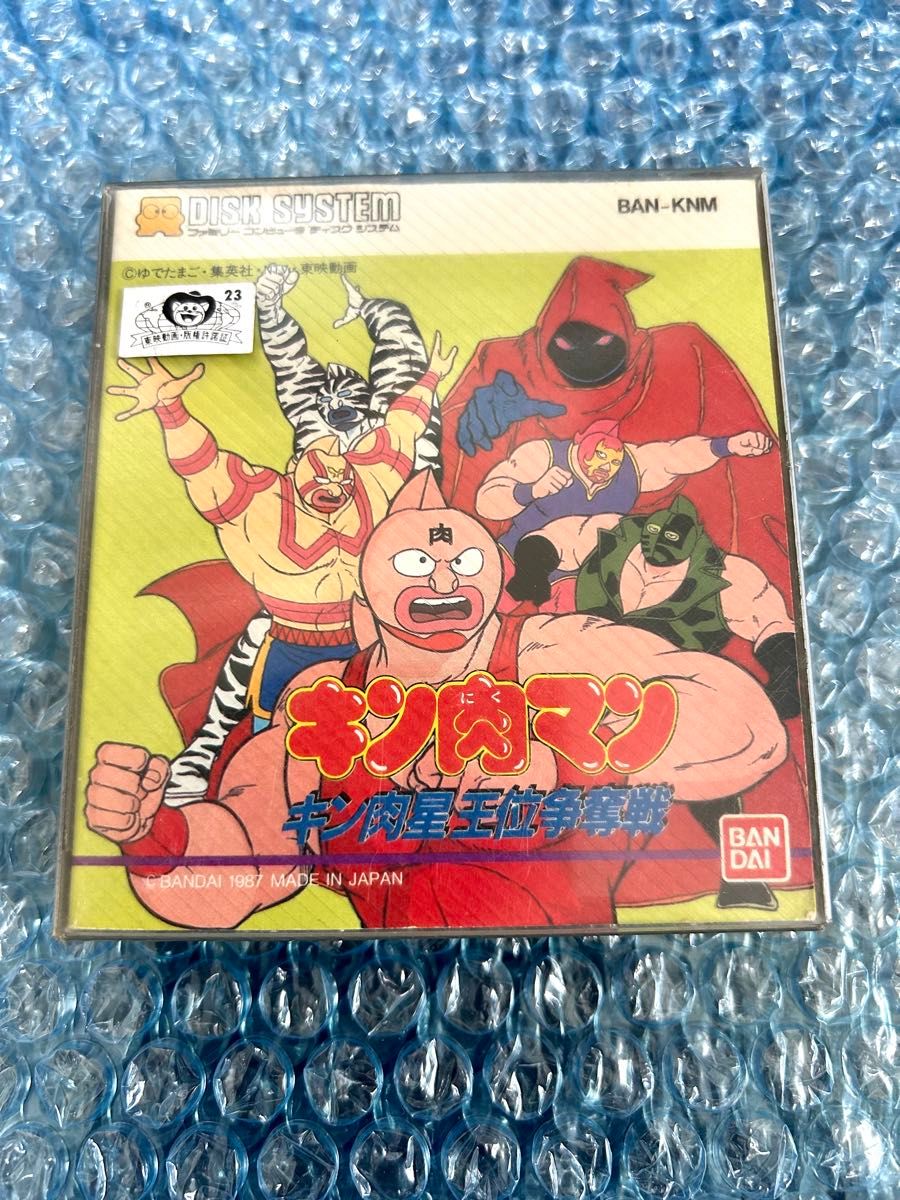 DISK SYSTEM
ファミリー コンピュータ ディスク システム
BAN-KNM
©ゆでたまご・集英社・NTV・東映動画
23
東映動画・版権許諾証
肉
キン肉マン
にく
キン肉星王位争奪戦
BAN
DAI
© BANDAI 1987 MADE IN JAPAN